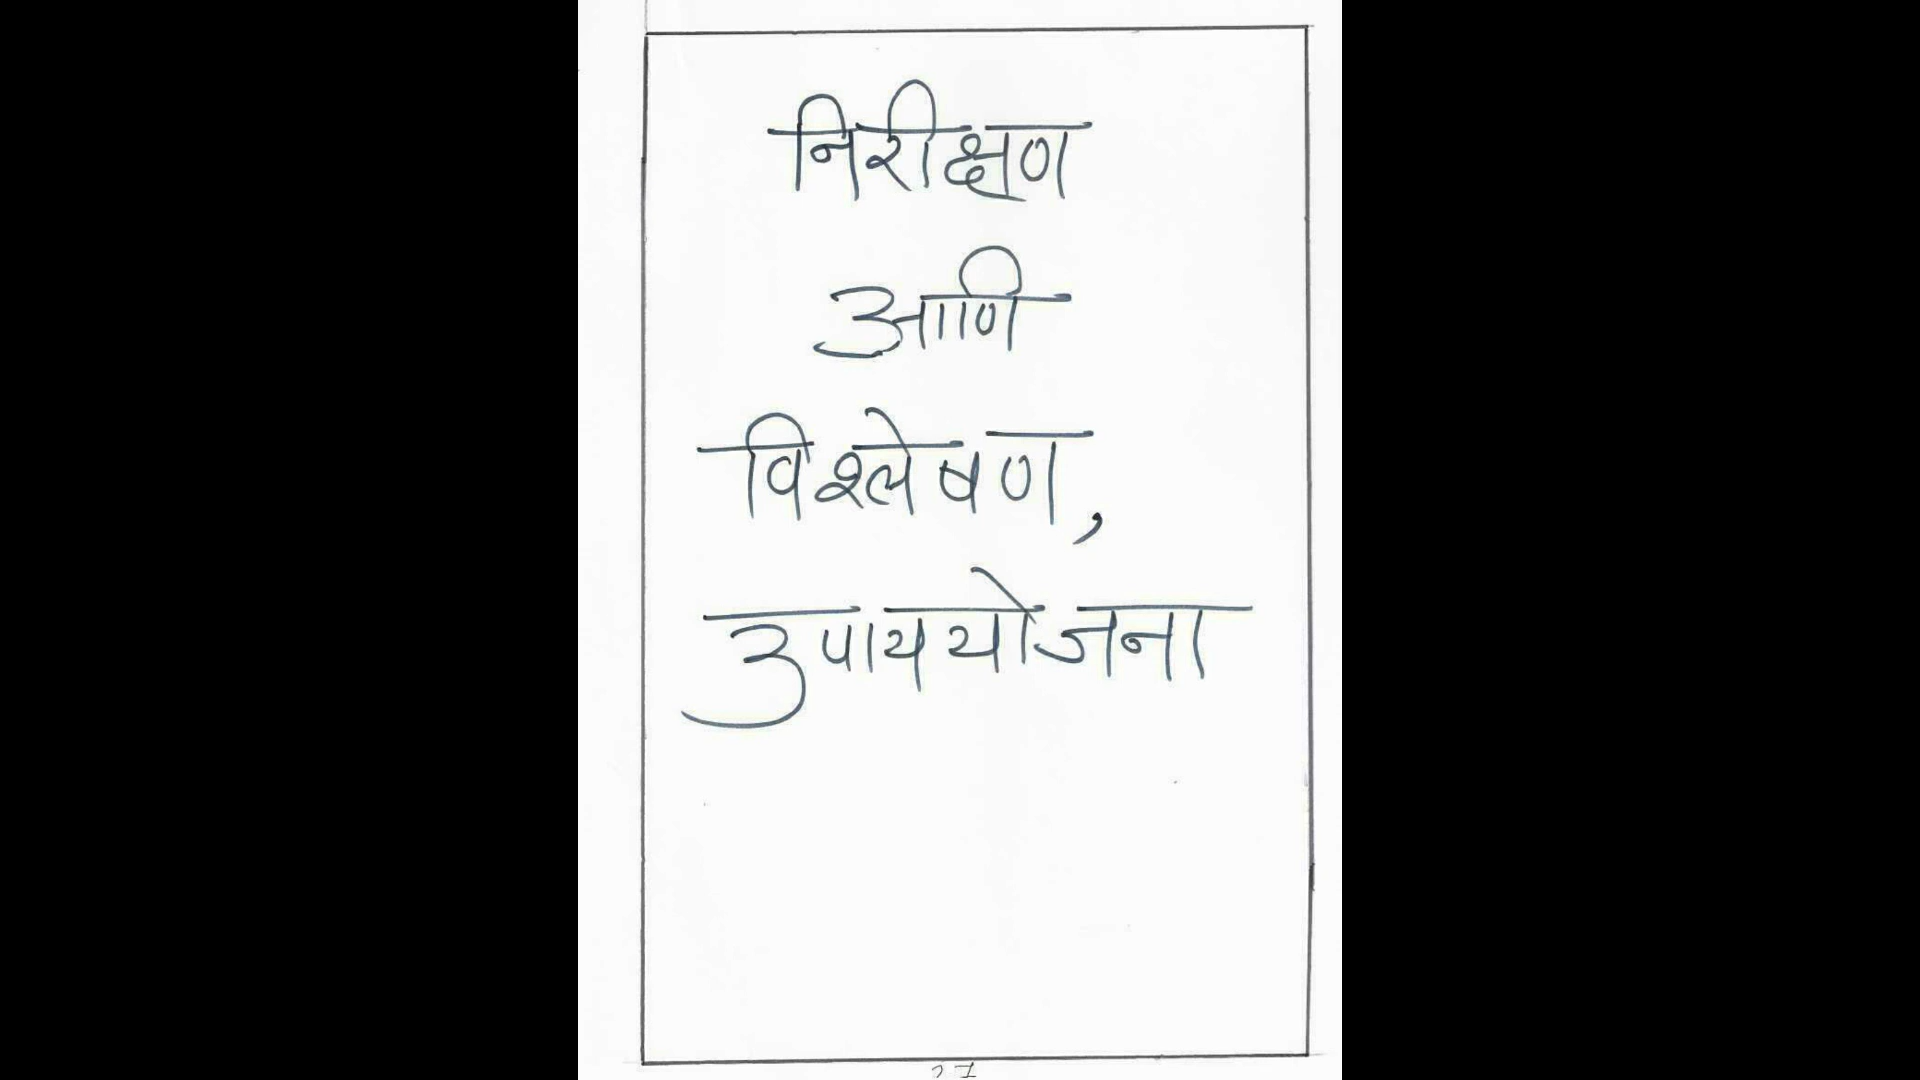 निरीक्षण
आणि
विश्लेषण,
उपाययोजना